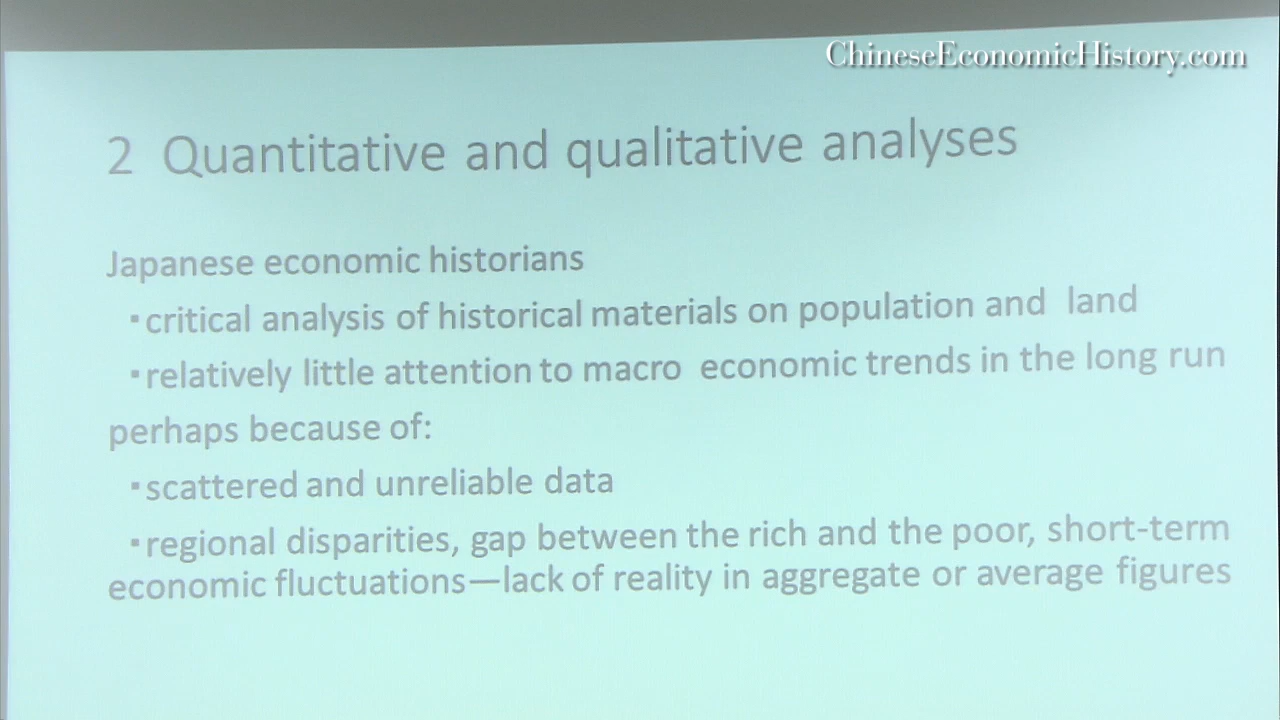 ChineseEconomicHistory.com
2 Quantitative and qualitative analyses
Japanese economic historians
▪critical analysis of historical materials on population and land
▪relatively little attention to macro economic trends in the long run
perhaps because of:
▪scattered and unreliable data
▪regional disparities, gap between the rich and the poor, short-term
economic fluctuations—lack of reality in aggregate or average figures